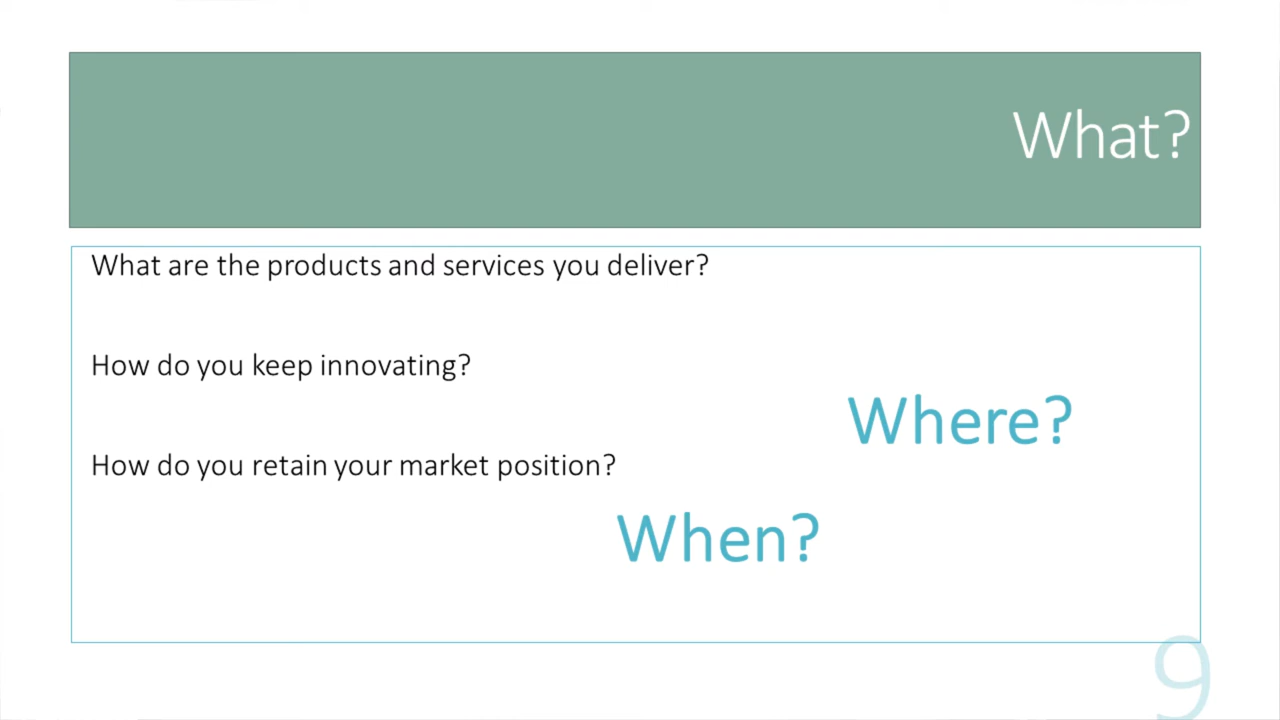 What?
What are the products and services you deliver?
How do you keep innovating?
Where?
How do you retain your market position?
When?
9